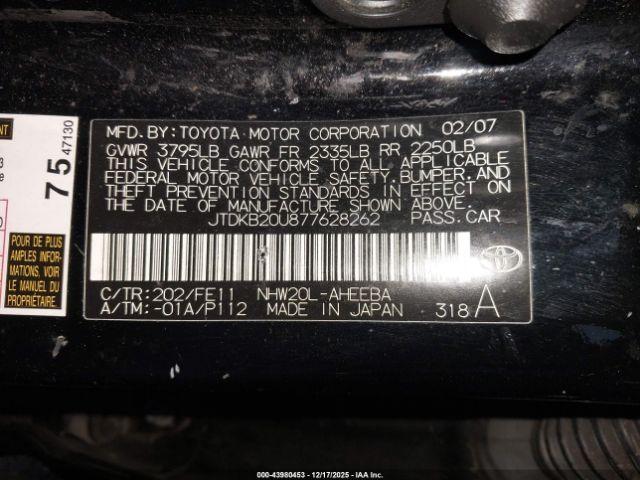 MFD. BY: TOYOTA MOTOR CORPORATION 02/07
GVWR 3795LB GAWR FR 2335LB RR 2250LB
THIS VEHICLE CONFORMS TO ALL APPLICABLE
FEDERAL MOTOR VEHICLE SAFETY, BUMPER, AND
THEFT PREVENTION STANDARDS IN EFFECT ON
THE DATE OF MANUFACTURE SHOWN ABOVE.
JTDKB20U877628262 PASS. CAR
C/TR: 202/FE11 NHW20L-AHEEBA
A/TM: -01A/P112 MADE IN JAPAN 318 A
75 47130
POUR DE PLUS
AMPLES INFOR-
MATIONS, VOIR
LE MANUEL DU
PROPRIÉTAIRE.
000-43980453 - 12/17/2025 - IAA Inc.